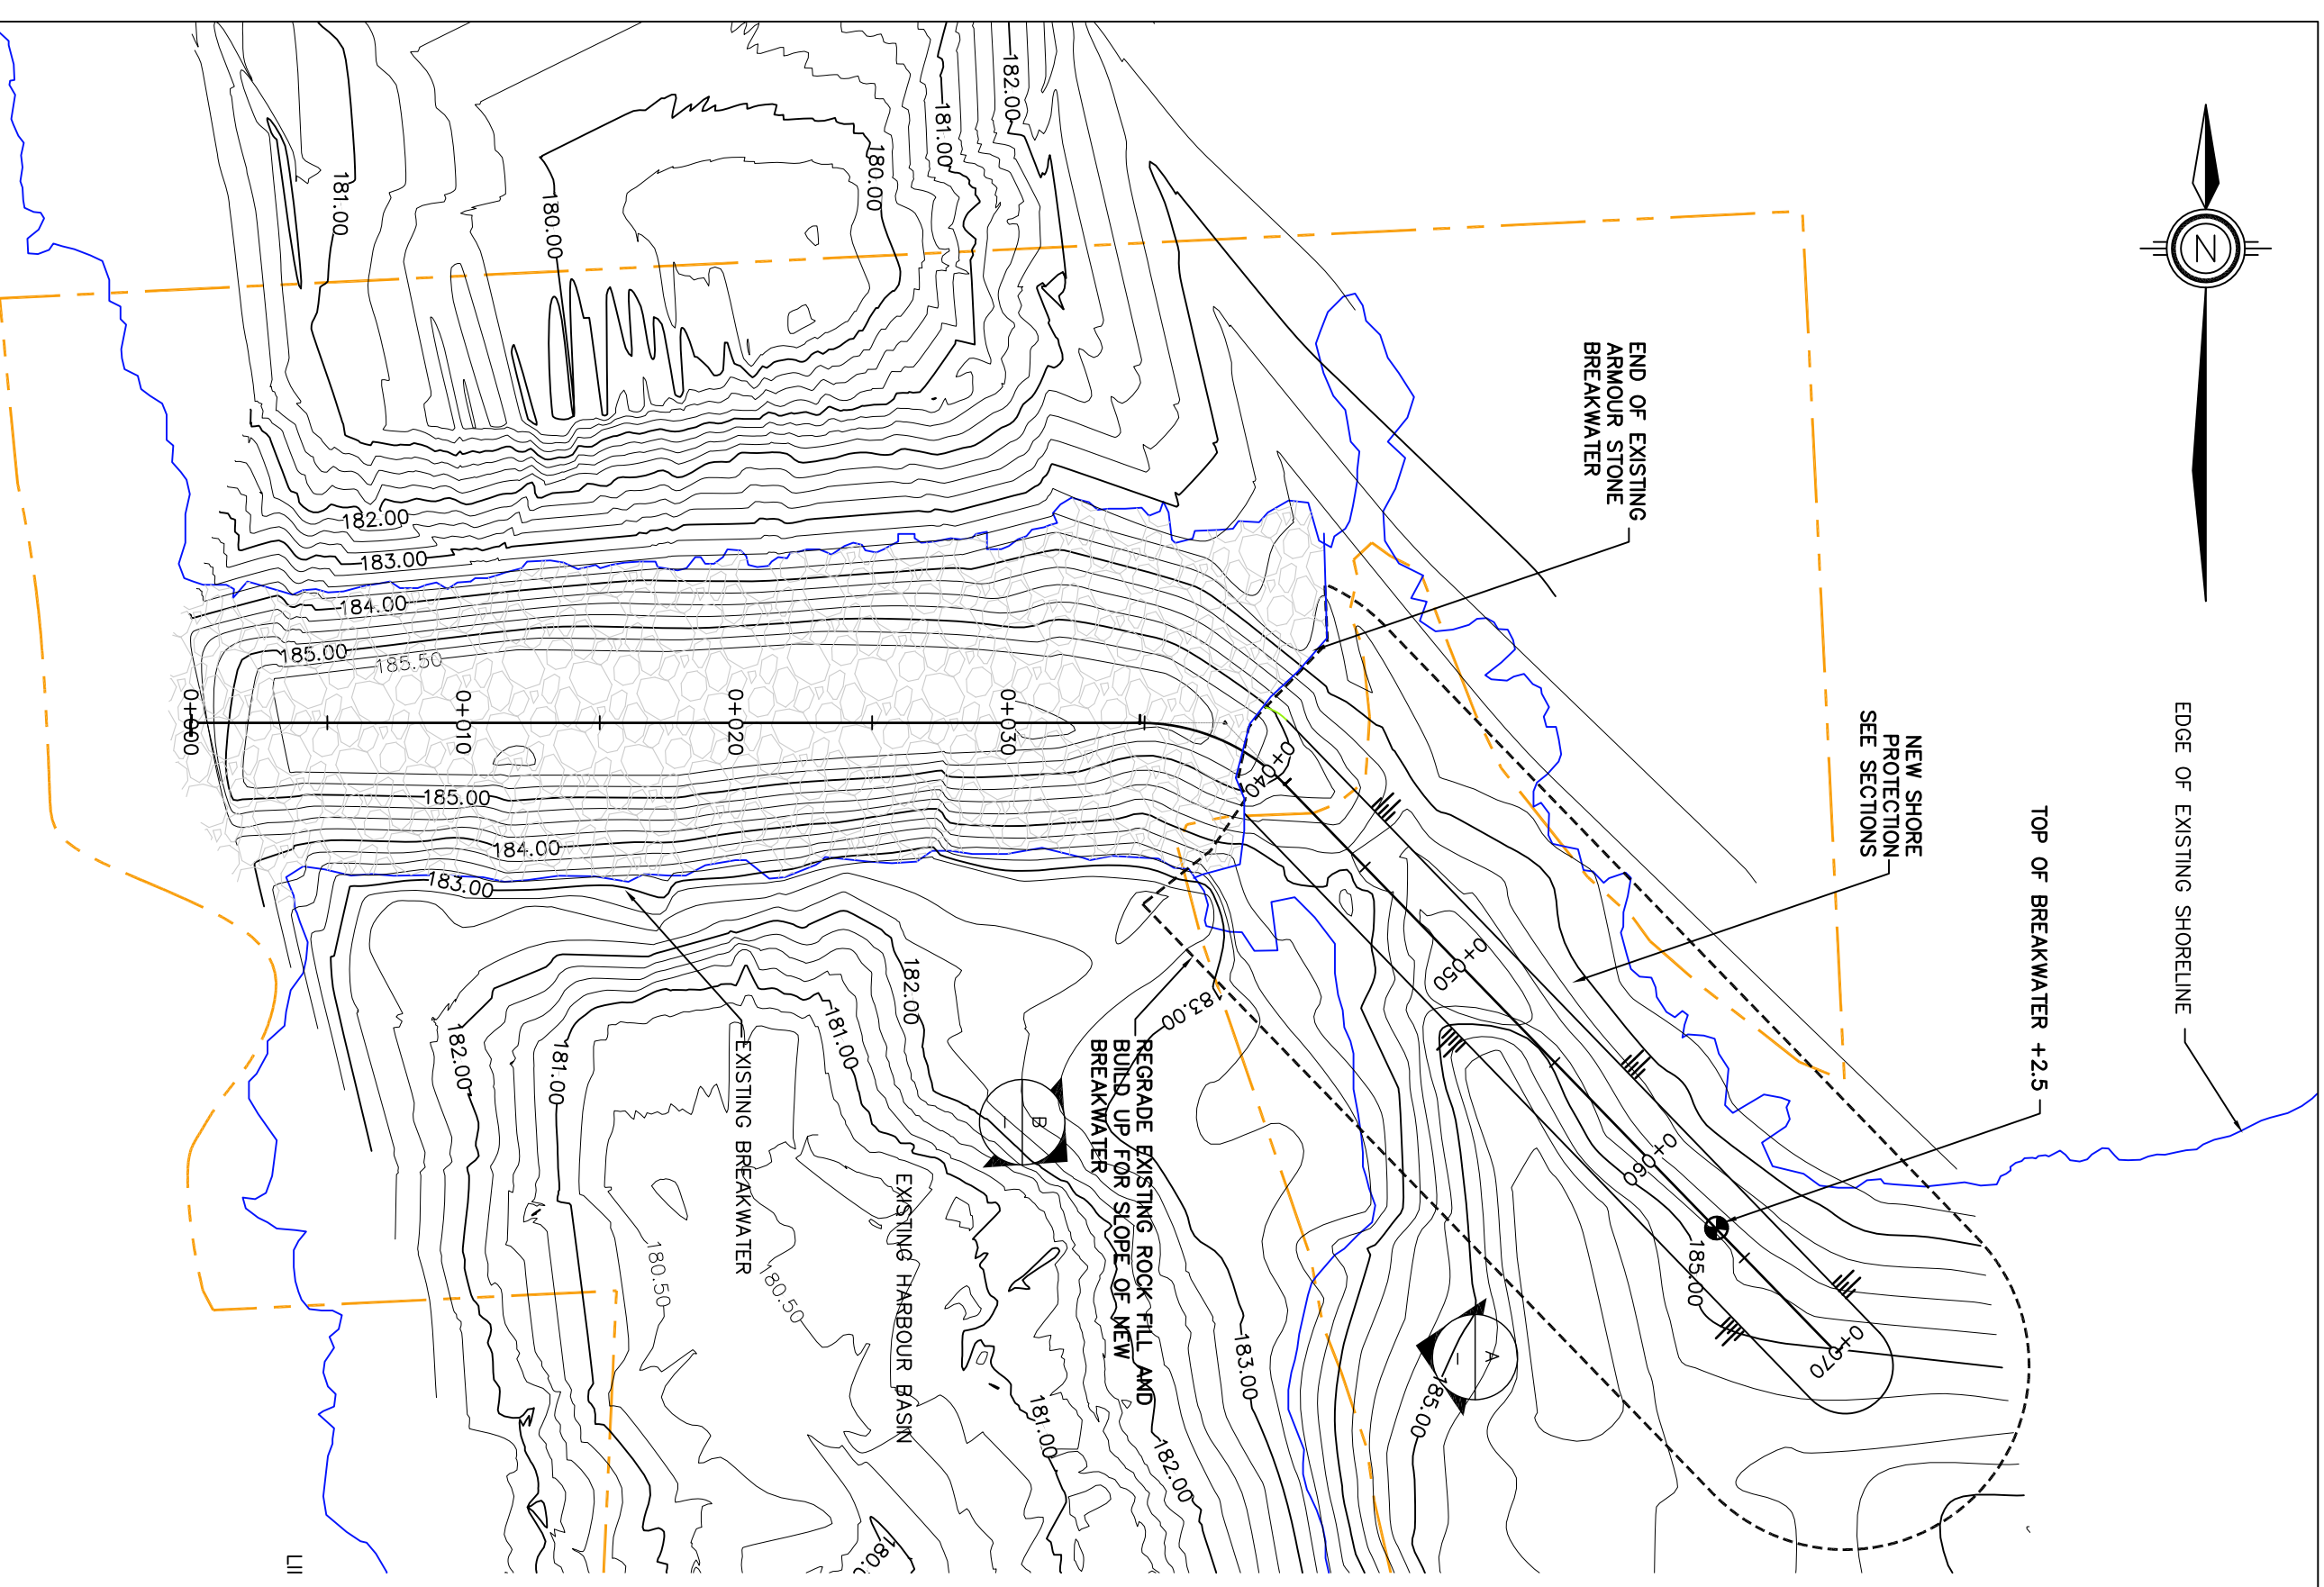 N
EDGE OF EXISTING SHORELINE
TOP OF BREAKWATER +2.5
NEW SHORE
PROTECTION
SEE SECTIONS
END OF EXISTING
ARMOUR STONE
BREAKWATER
REGRADE EXISTING ROCK FILL AND
BUILD UP FOR SLOPE OF NEW
BREAKWATER
EXISTING HARBOUR BASIN
EXISTING BREAKWATER
A
B
0+000
0+010
0+020
0+030
0+040
0+050
0+060
0+070
182.00
181.00
180.00
180.00
181.00
182.00
183.00
184.00
185.00
185.50
185.00
184.00
183.00
182.00
181.00
182.00
181.00
180.50
180.50
83.00
183.00
182.00
181.00
185.00
185.00